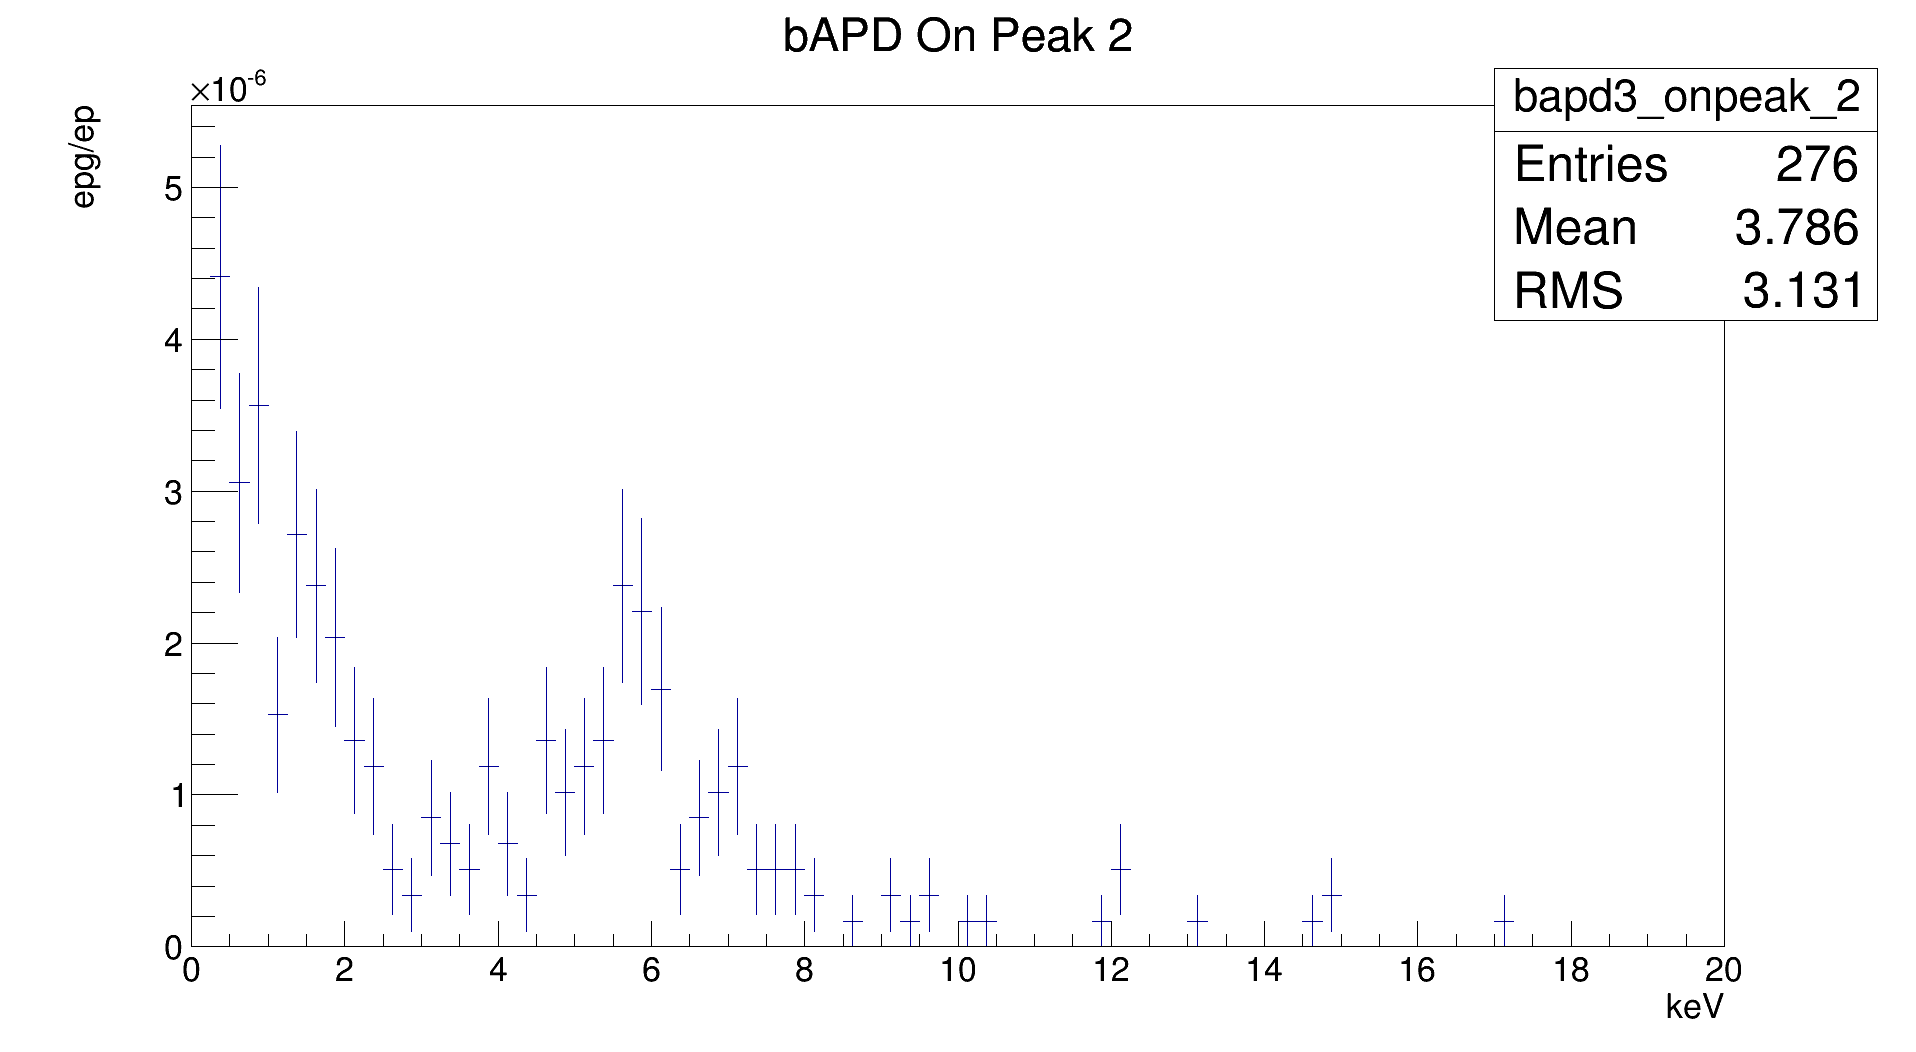 bAPD On Peak 2
×10⁻⁶
epg/ep
bapd3_onpeak_2
Entries 276
Mean 3.786
RMS 3.131
5
4
3
2
1
0
0 2 4 6 8 10 12 14 16 18 20
keV